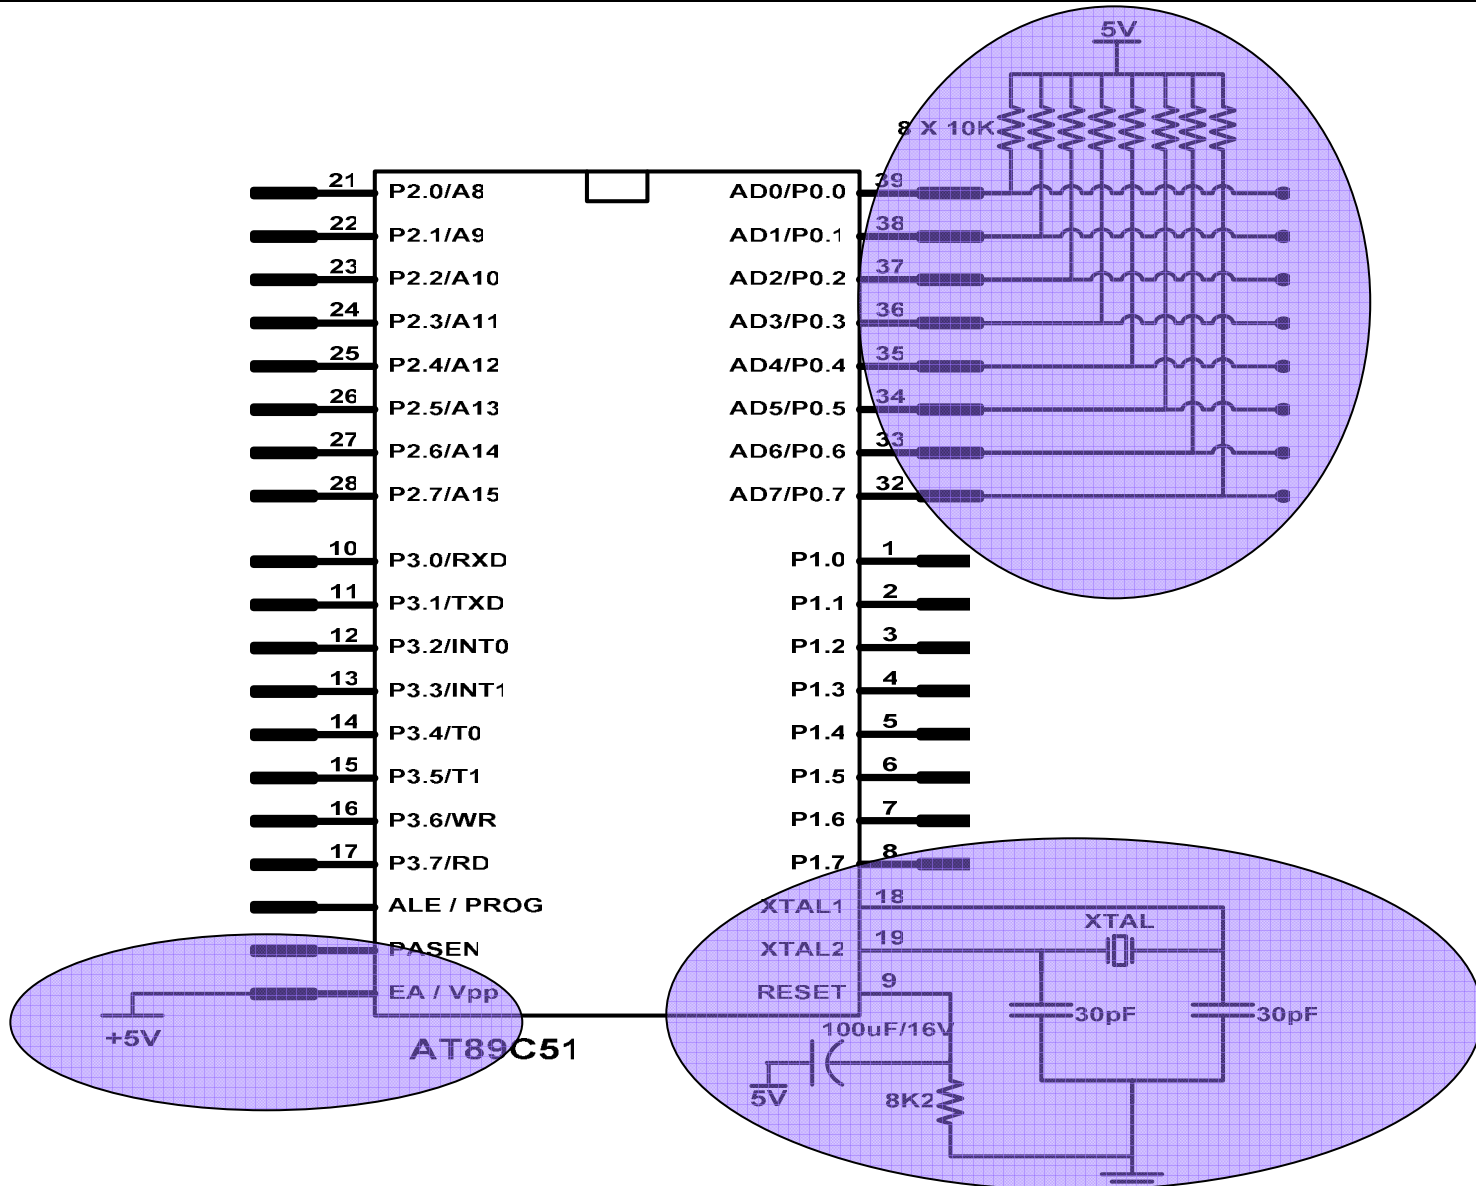 5V
8 X 10K
21 P2.0/A8 AD0/P0.0 39
22 P2.1/A9 AD1/P0.1 38
23 P2.2/A10 AD2/P0.2 37
24 P2.3/A11 AD3/P0.3 36
25 P2.4/A12 AD4/P0.4 35
26 P2.5/A13 AD5/P0.5 34
27 P2.6/A14 AD6/P0.6 33
28 P2.7/A15 AD7/P0.7 32
10 P3.0/RXD P1.0 1
11 P3.1/TXD P1.1 2
12 P3.2/INT0 P1.2 3
13 P3.3/INT1 P1.3 4
14 P3.4/T0 P1.4 5
15 P3.5/T1 P1.5 6
16 P3.6/WR P1.6 7
17 P3.7/RD P1.7 8
ALE / PROG XTAL1 18
XTAL
PASEN XTAL2 19
EA / Vpp RESET 9
30pF 30pF
100uF/16V
+5V
AT89C51
5V
8K2